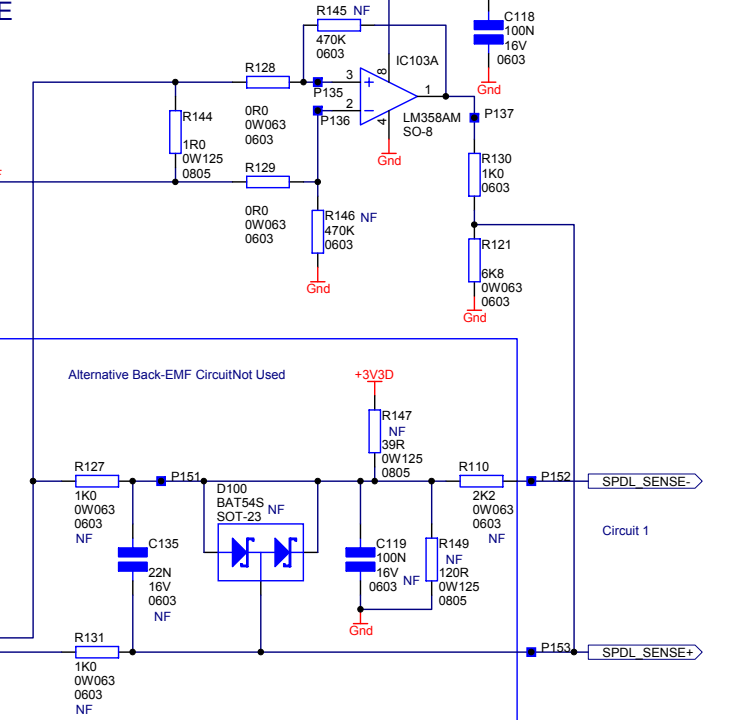 E
R145 NF
470K
0603
C118
100N
16V
0603
Gnd
R128
0R0
0W063
0603
P135
3
+
8
IC103A
1
2
−
4
P136
LM358AM
SO-8
Gnd
P137
R144
1R0
0W125
0805
R129
0R0
0W063
0603
R130
1K0
0603
R146 NF
470K
0603
Gnd
R121
6K8
0W063
0603
Gnd
Alternative Back-EMF CircuitNot Used
+3V3D
R147
NF
39R
0W125
0805
R127
1K0
0W063
0603
NF
P151
D100
BAT54S
SOT-23
NF
R110
2K2
0W063
0603
NF
P152
SPDL_SENSE-
Circuit 1
C135
22N
16V
0603
NF
C119
100N
16V
0603 NF
R149
NF
120R
0W125
0805
Gnd
R131
1K0
0W063
0603
NF
P153
SPDL_SENSE+